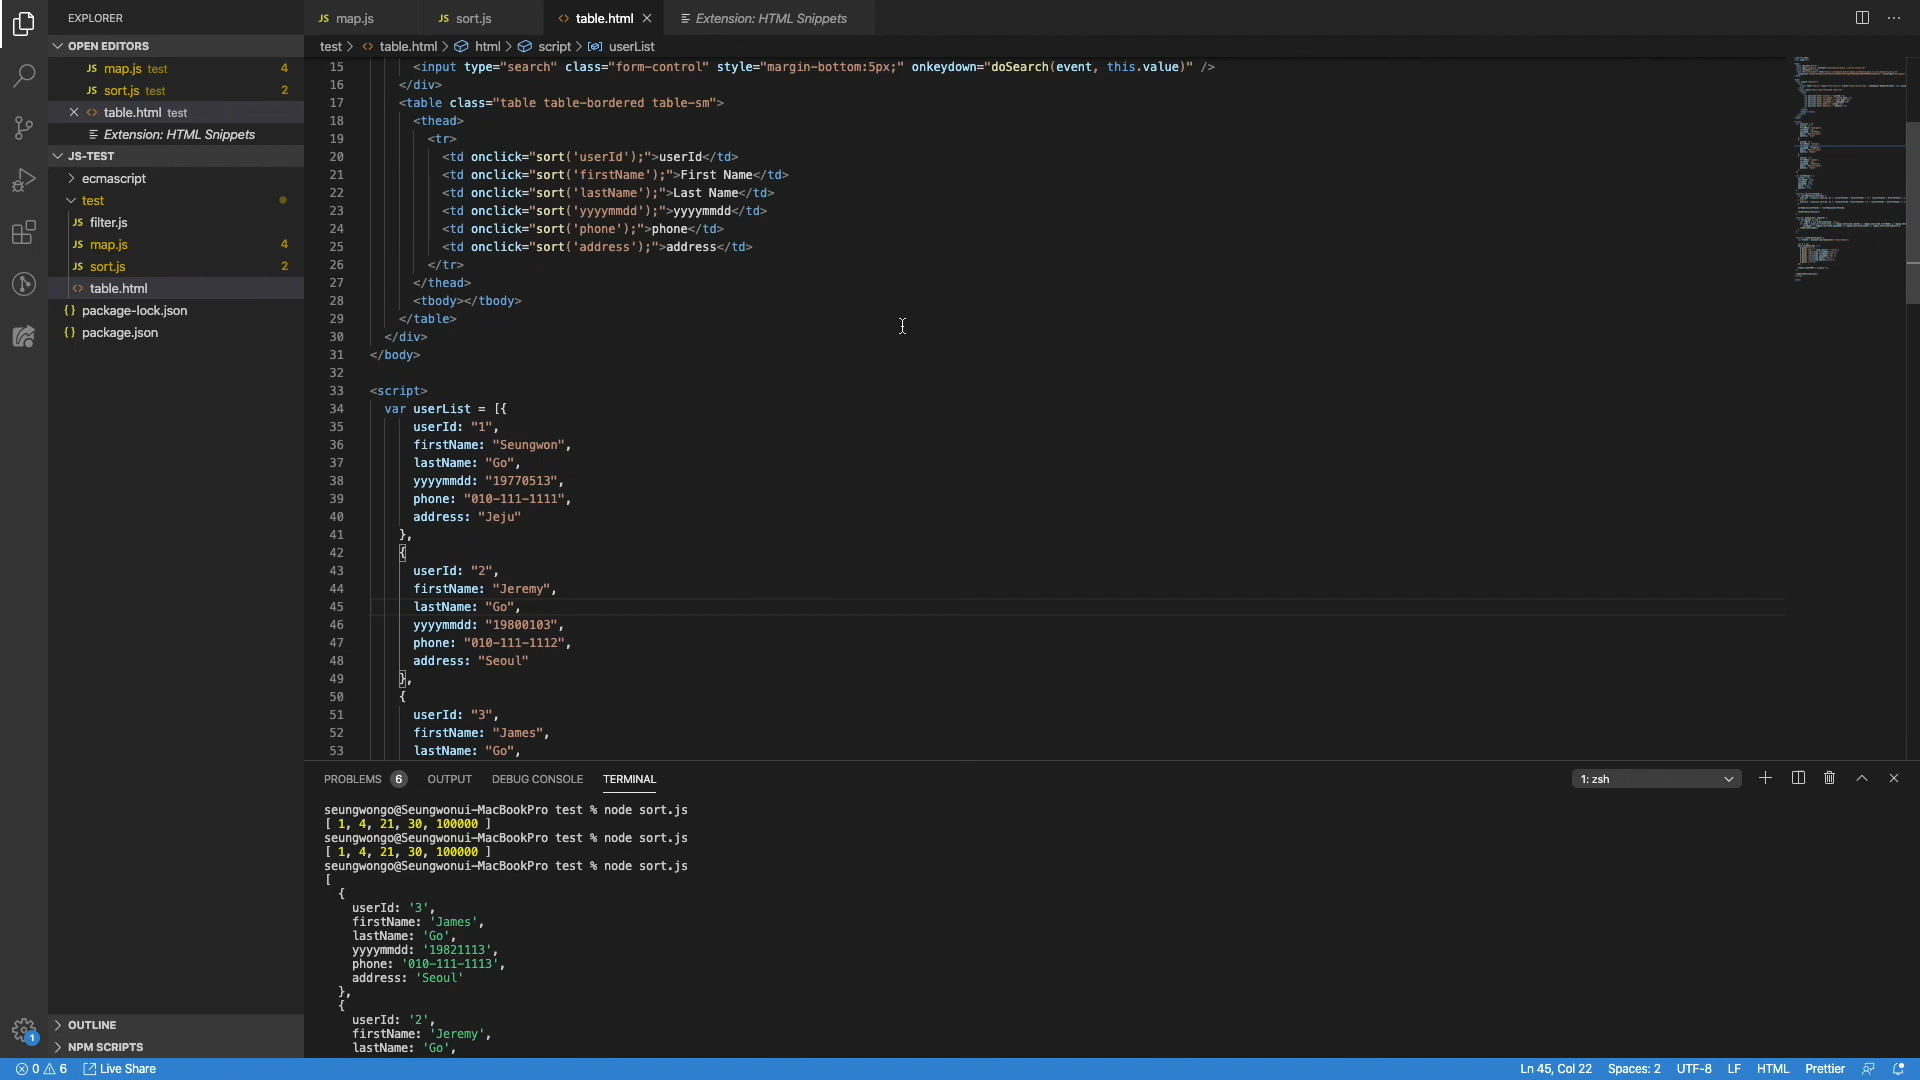 EXPLORER
OPEN EDITORS
JS map.js test 4
JS sort.js test 2
table.html test
Extension: HTML Snippets
JS-TEST
ecmascript
test
JS filter.js
JS map.js 4
JS sort.js 2
<> table.html
{} package-lock.json
{} package.json
OUTLINE
NPM SCRIPTS
JS map.js
JS sort.js
<> table.html
Extension: HTML Snippets
test > <> table.html > html > script > userList
15 <input type="search" class="form-control" style="margin-bottom:5px;" onkeydown="doSearch(event, this.value)" />
16 </div>
17 <table class="table table-bordered table-sm">
18 <thead>
19 <tr>
20 <td onclick="sort('userId');">userId</td>
21 <td onclick="sort('firstName');">First Name</td>
22 <td onclick="sort('lastName');">Last Name</td>
23 <td onclick="sort('yyyymmdd');">yyyymmdd</td>
24 <td onclick="sort('phone');">phone</td>
25 <td onclick="sort('address');">address</td>
26 </tr>
27 </thead>
28 <tbody></tbody>
29 </table>
30 </div>
31 </body>
32
33 <script>
34 var userList = [{
35 userId: "1",
36 firstName: "Seungwon",
37 lastName: "Go",
38 yyyymmdd: "19770513",
39 phone: "010-111-1111",
40 address: "Jeju"
41 },
42 {
43 userId: "2",
44 firstName: "Jeremy",
45 lastName: "Go",
46 yyyymmdd: "19800103",
47 phone: "010-111-1112",
48 address: "Seoul"
49 },
50 {
51 userId: "3",
52 firstName: "James",
53 lastName: "Go",
PROBLEMS 6 OUTPUT DEBUG CONSOLE TERMINAL 1: zsh
seungwongo@Seungwonui-MacBookPro test % node sort.js
[ 1, 4, 21, 30, 100000 ]
seungwongo@Seungwonui-MacBookPro test % node sort.js
[ 1, 4, 21, 30, 100000 ]
seungwongo@Seungwonui-MacBookPro test % node sort.js
[
{
userId: '3',
firstName: 'James',
lastName: 'Go',
yyyymmdd: '19821113',
phone: '010-111-1113',
address: 'Seoul'
},
{
userId: '2',
firstName: 'Jeremy',
lastName: 'Go',
1
0 6 Live Share Ln 45, Col 22 Spaces: 2 UTF-8 LF HTML Prettier